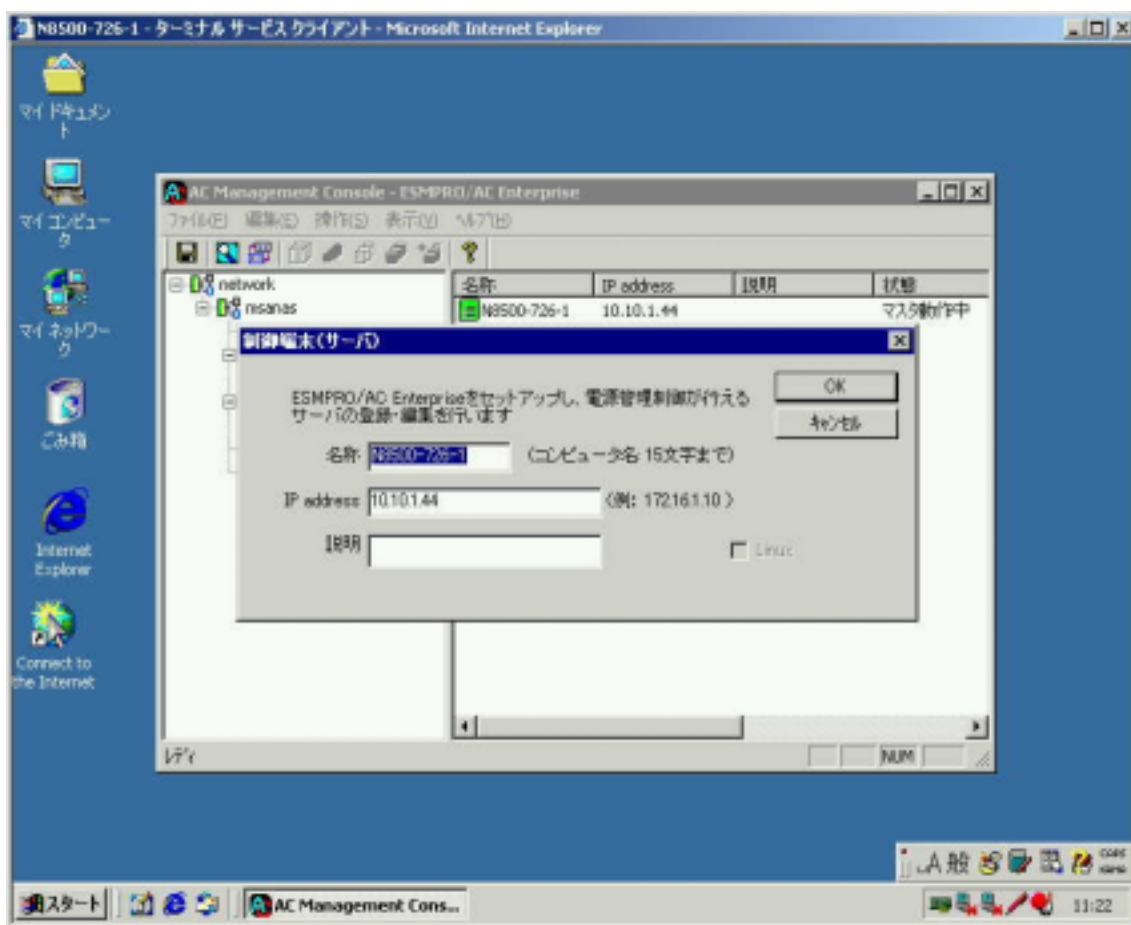 N8500-726-1 - ターミナル サービス クライアント - Microsoft Internet Explorer
マイ ドキュメン
ト
マイ コンピュー
タ
マイ ネットワー
ク
ごみ箱
Internet
Explorer
Connect to
the Internet
AC Management Console - ESMPRO/AC Enterprise
ファイル(F) 編集(E) 操作(S) 表示(V) ヘルプ(H)
network
msanas
名称 IP address 説明 状態
N8500-726-1 10.10.1.44 マスタ動作中
制御端末(サーバ)
ESMPRO/AC Enterpriseをセットアップし、電源管理制御が行える
サーバの登録・編集を行います
OK
キャンセル
名称 N8500-726-1 (コンピュータ名: 15文字まで)
IP address 10.10.1.44 (例: 172.16.1.10 )
説明 Linux
レディ NUM
A 般
CAPS
KANA
スタート AC Management Cons... 11:22